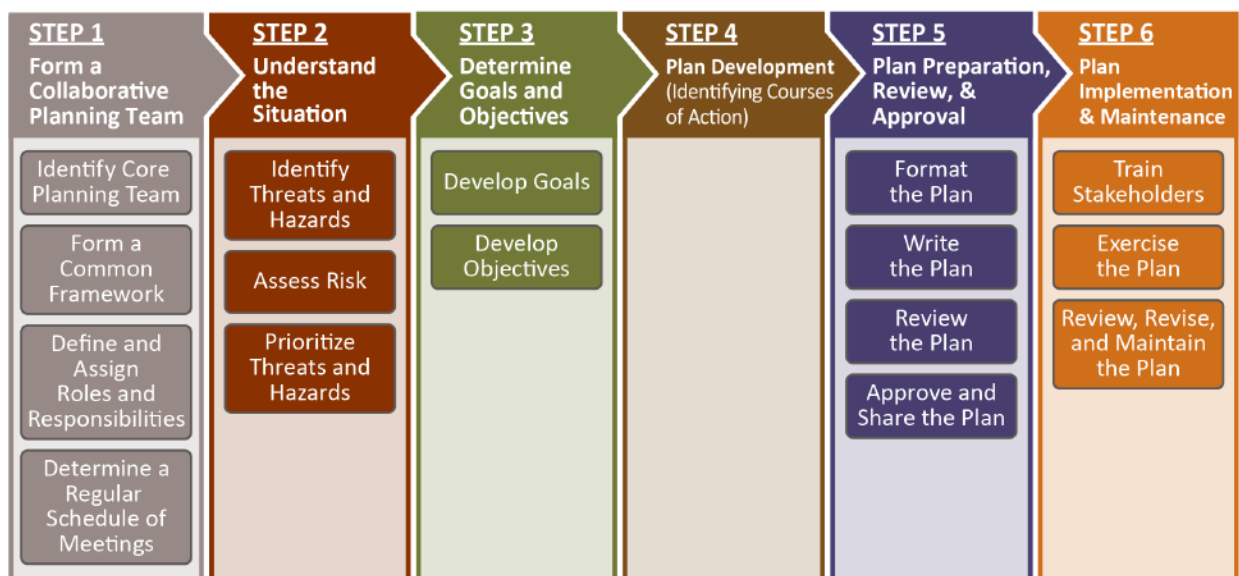 STEP 1
Form a
Collaborative
Planning Team
Identify Core
Planning Team
Form a
Common
Framework
Define and
Assign
Roles and
Responsibilities
Determine a
Regular
Schedule of
Meetings
STEP 2
Understand
the
Situation
Identify
Threats and
Hazards
Assess Risk
Prioritize
Threats and
Hazards
STEP 3
Determine
Goals and
Objectives
Develop Goals
Develop
Objectives
STEP 4
Plan Development
(Identifying Courses
of Action)
STEP 5
Plan Preparation,
Review, &
Approval
Format
the Plan
Write
the Plan
Review
the Plan
Approve and
Share the Plan
STEP 6
Plan
Implementation
& Maintenance
Train
Stakeholders
Exercise
the Plan
Review, Revise,
and Maintain
the Plan